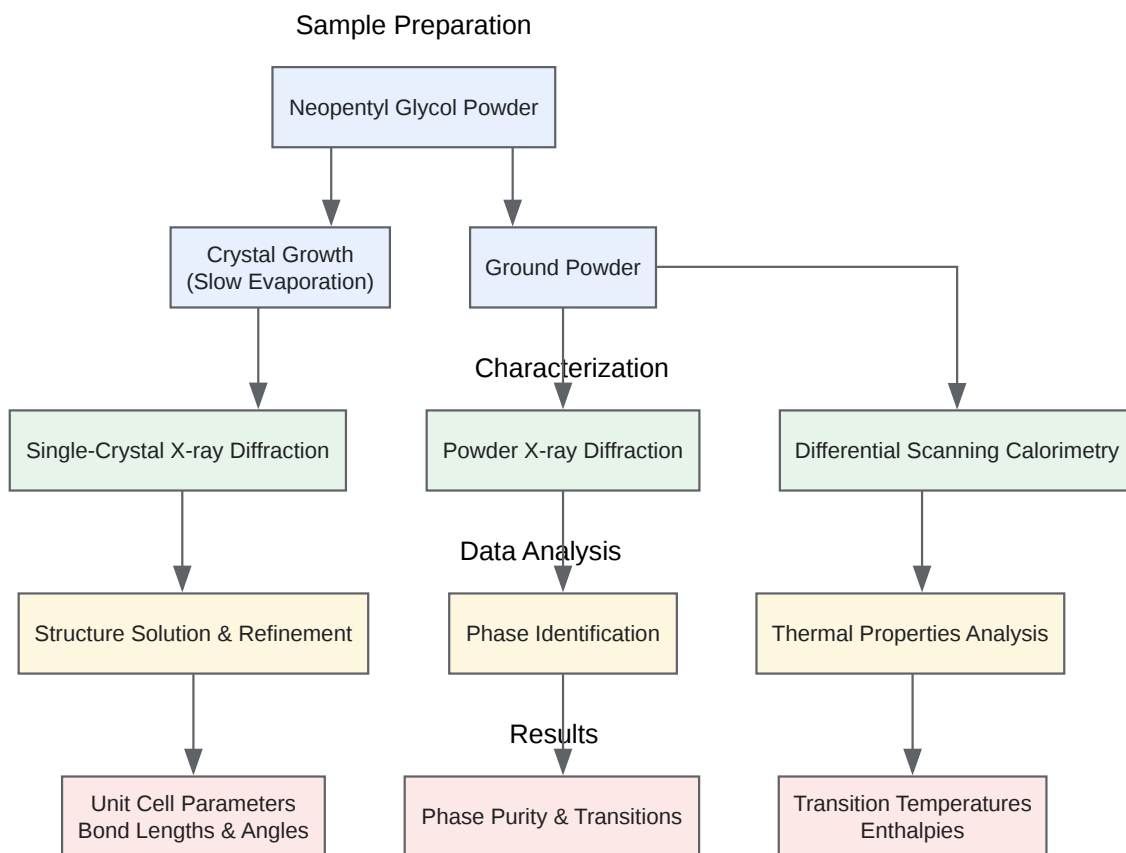 Sample Preparation
Neopentyl Glycol Powder
Crystal Growth
(Slow Evaporation)
Ground Powder
Characterization
Single-Crystal X-ray Diffraction
Powder X-ray Diffraction
Differential Scanning Calorimetry
Data Analysis
Structure Solution & Refinement
Phase Identification
Thermal Properties Analysis
Results
Unit Cell Parameters
Bond Lengths & Angles
Phase Purity & Transitions
Transition Temperatures
Enthalpies